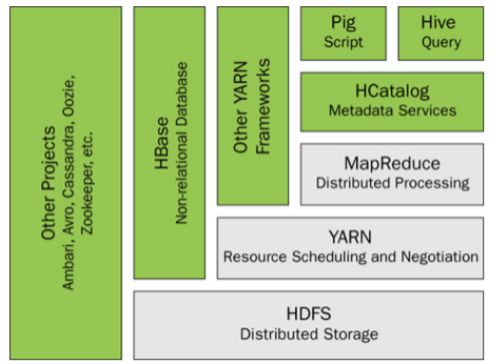 Other Projects
Ambari, Avro, Cassandra, Oozie,
Zookeeper, etc.
HBase
Non-relational Database
Other YARN
Frameworks
Pig
Script
Hive
Query
HCatalog
Metadata Services
MapReduce
Distributed Processing
YARN
Resource Scheduling and Negotiation
HDFS
Distributed Storage